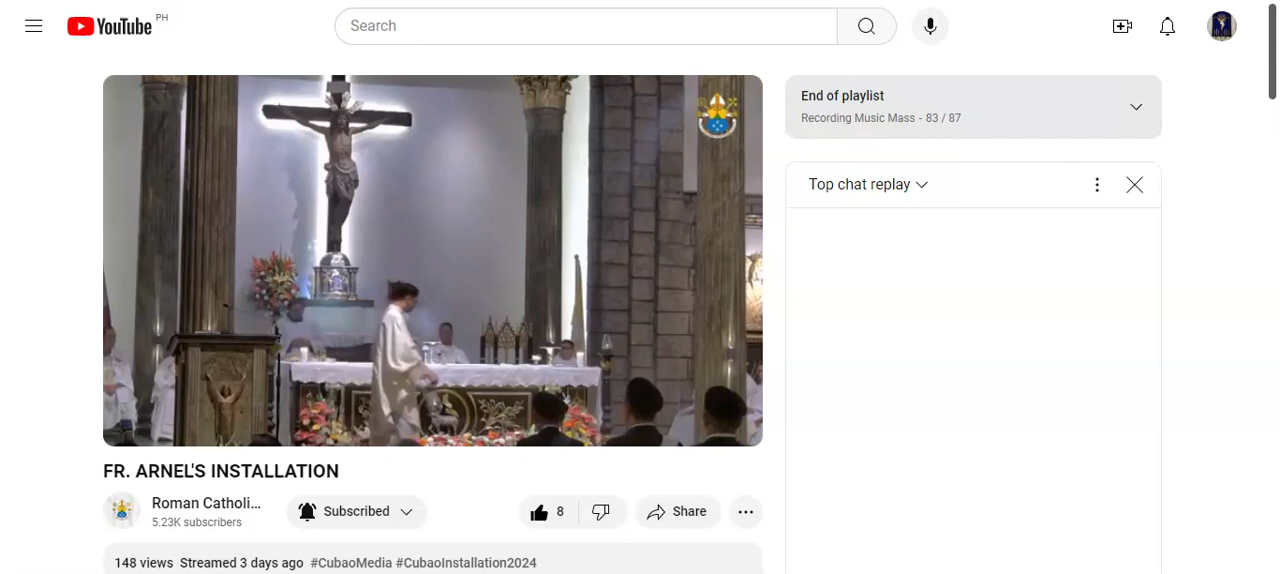 YouTube PH
Search
End of playlist
Recording Music Mass - 83 / 87
Top chat replay
FR. ARNEL'S INSTALLATION
Roman Catholi...
5.23K subscribers
Subscribed
8
Share
148 views Streamed 3 days ago #CubaoMedia #CubaoInstallation2024